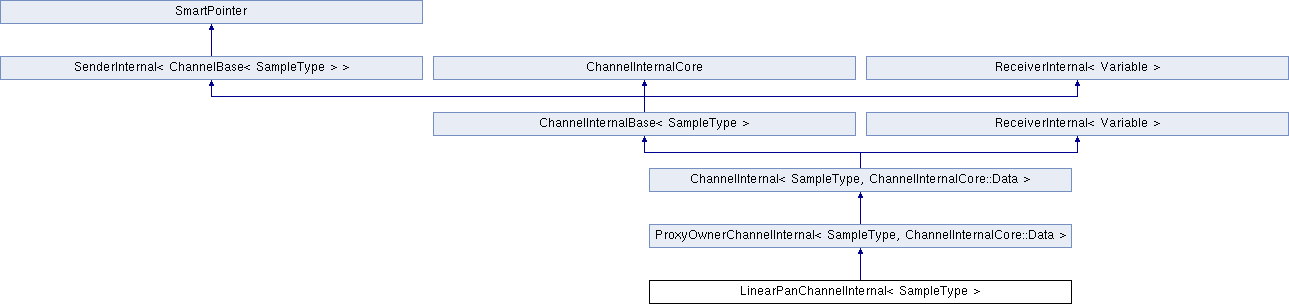 SmartPointer
SenderInternal< ChannelBase< SampleType > >
ChannelInternalCore
ReceiverInternal< Variable >
ChannelInternalBase< SampleType >
ReceiverInternal< Variable >
ChannelInternal< SampleType, ChannelInternalCore::Data >
ProxyOwnerChannelInternal< SampleType, ChannelInternalCore::Data >
LinearPanChannelInternal< SampleType >